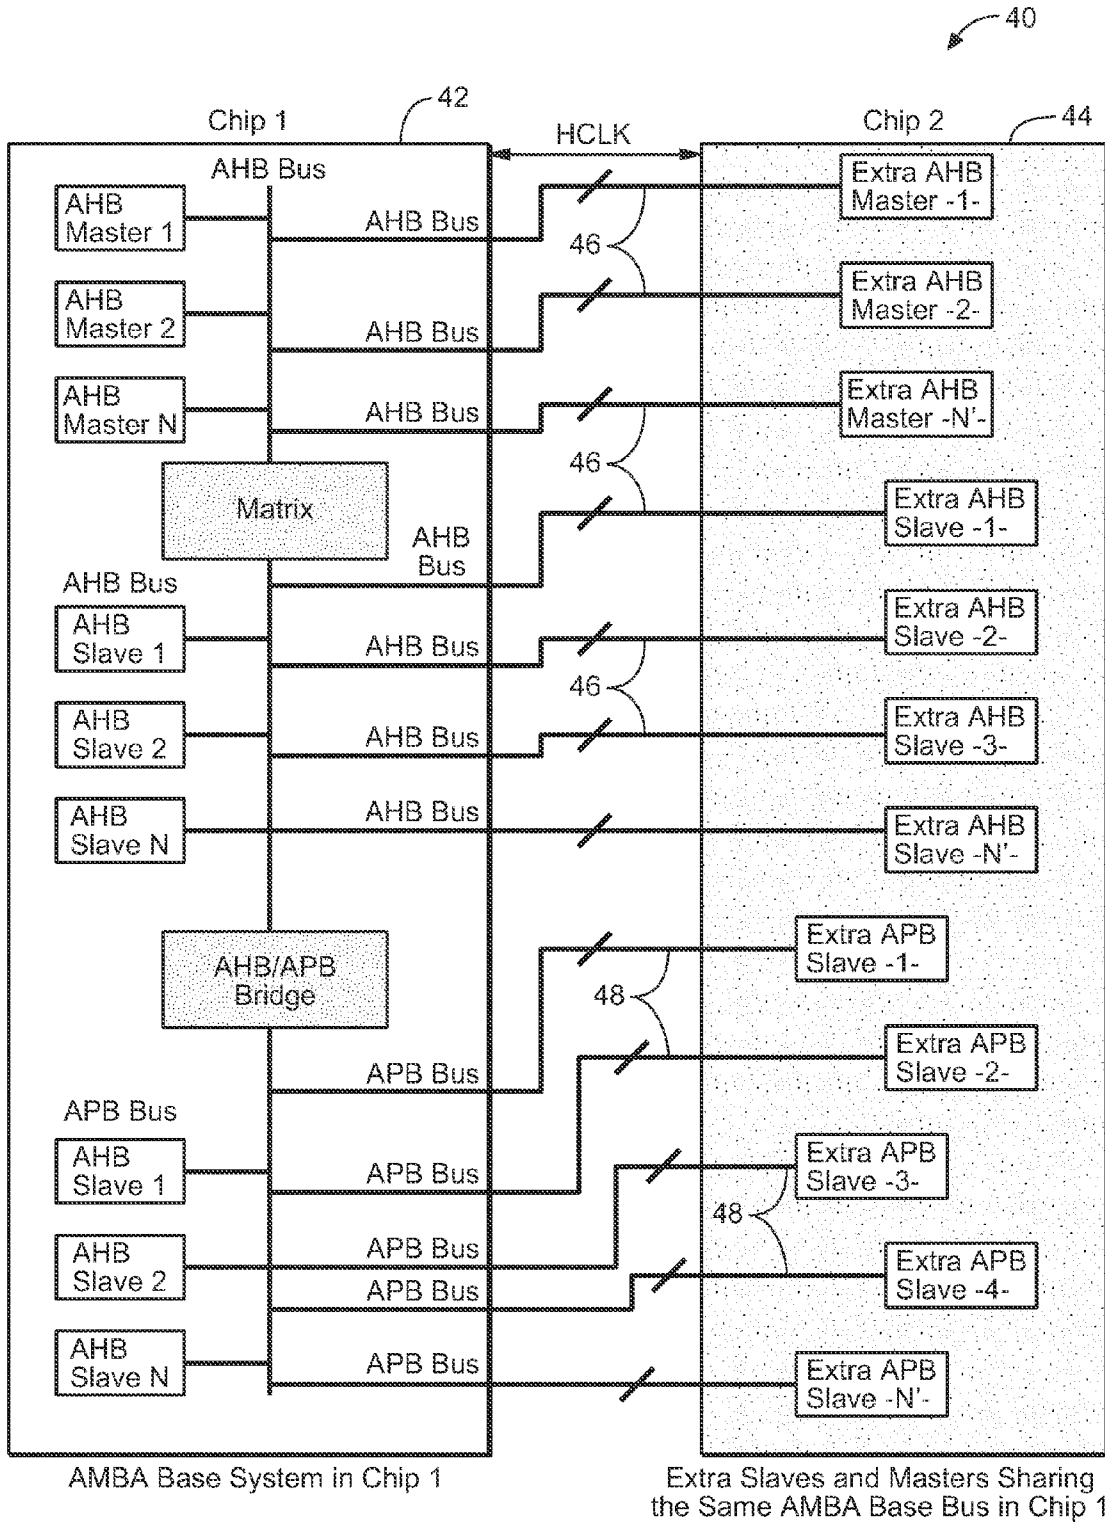 40
42
Chip 1
HCLK
Chip 2
44
AHB Bus
AHB
Master 1
AHB Bus
Extra AHB
Master -1-
46
AHB
Master 2
AHB Bus
Extra AHB
Master -2-
AHB
Master N
AHB Bus
Extra AHB
Master -N'-
46
Matrix
AHB
Bus
Extra AHB
Slave -1-
AHB Bus
AHB
Slave 1
AHB Bus
Extra AHB
Slave -2-
46
AHB
Slave 2
AHB Bus
Extra AHB
Slave -3-
AHB
Slave N
AHB Bus
Extra AHB
Slave -N'-
AHB/APB
Bridge
Extra APB
Slave -1-
48
APB Bus
Extra APB
Slave -2-
APB Bus
AHB
Slave 1
APB Bus
Extra APB
Slave -3-
48
AHB
Slave 2
APB Bus
APB Bus
Extra APB
Slave -4-
AHB
Slave N
APB Bus
Extra APB
Slave -N'-
AMBA Base System in Chip 1
Extra Slaves and Masters Sharing
the Same AMBA Base Bus in Chip 1